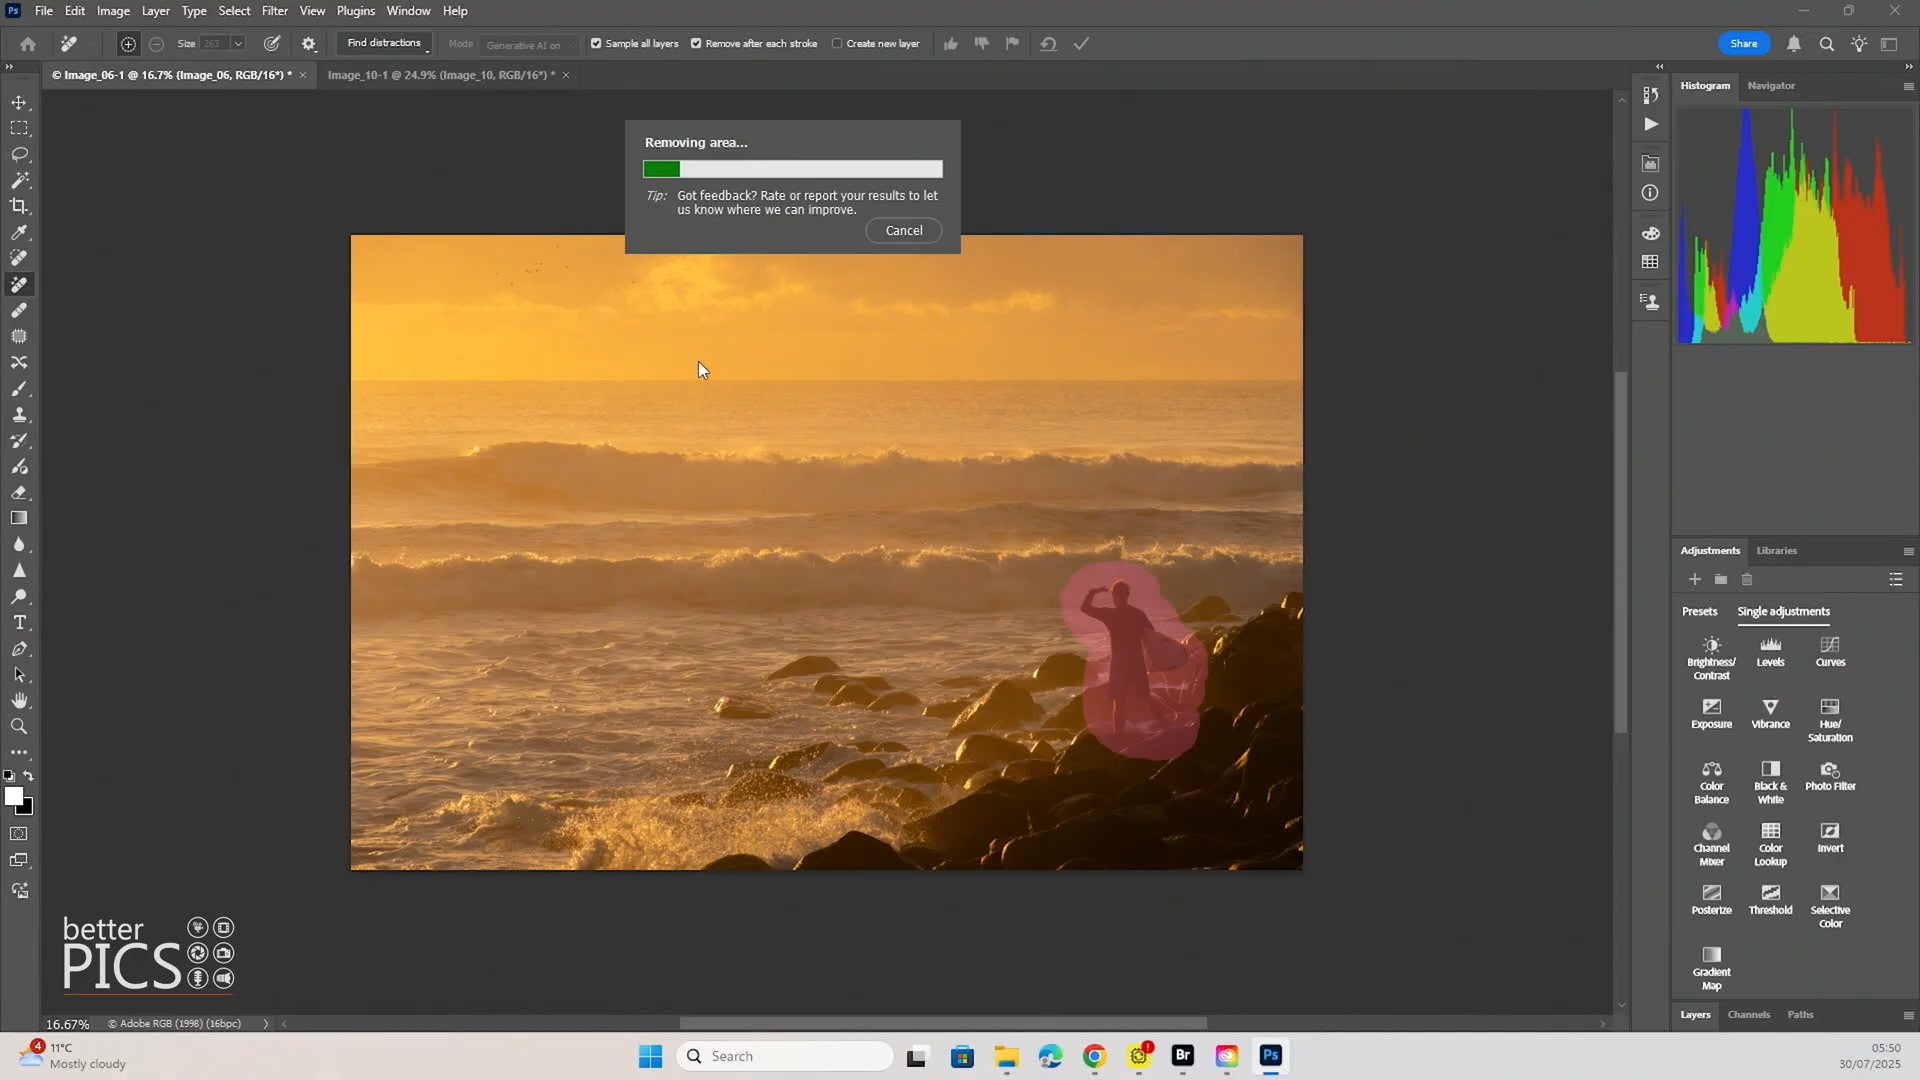 Ps File Edit Image Layer Type Select Filter View Plugins Window Help
Size 263 Find distractions Mode Generative AI on Sample all layers Remove after each stroke Create new layer Share
© Image_06-1 @ 16.7% (Image_06, RGB/16*) * × Image_10-1 @ 24.9% (Image_10, RGB/16*) * ×
Histogram Navigator
Removing area...
Tip: Got feedback? Rate or report your results to let
us know where we can improve.
Cancel
Adjustments Libraries
Presets Single adjustments
Brightness/
Contrast
Levels
Curves
Exposure
Vibrance
Hue/
Saturation
Color
Balance
Black &
White
Photo Filter
Channel
Mixer
Color
Lookup
Invert
Posterize
Threshold
Selective
Color
Gradient
Map
Layers Channels Paths
better
PICS
16.67% © Adobe RGB (1998) (16bpc)
4
11°C
Mostly cloudy
Search
Br
Ps
05:50
30/07/2025